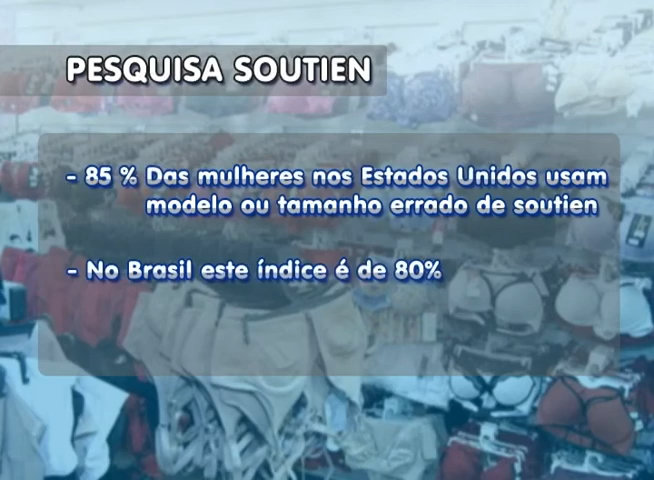 PESQUISA SOUTIEN
- 85 % Das mulheres nos Estados Unidos usam
modelo ou tamanho errado de soutien
- No Brasil este índice é de 80%